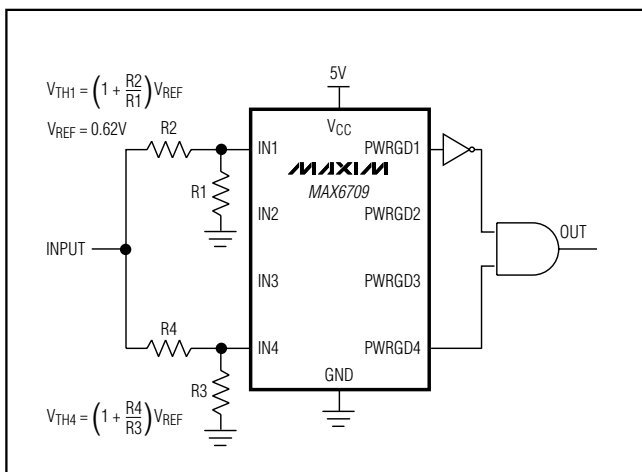 5V
V_TH1 = (1 + R2/R1) V_REF
V_REF = 0.62V
R2
V_CC
IN1
PWRGD1
MAXIM
MAX6709
R1
IN2
PWRGD2
INPUT
OUT
IN3
PWRGD3
R4
IN4
PWRGD4
R3
GND
V_TH4 = (1 + R4/R3) V_REF